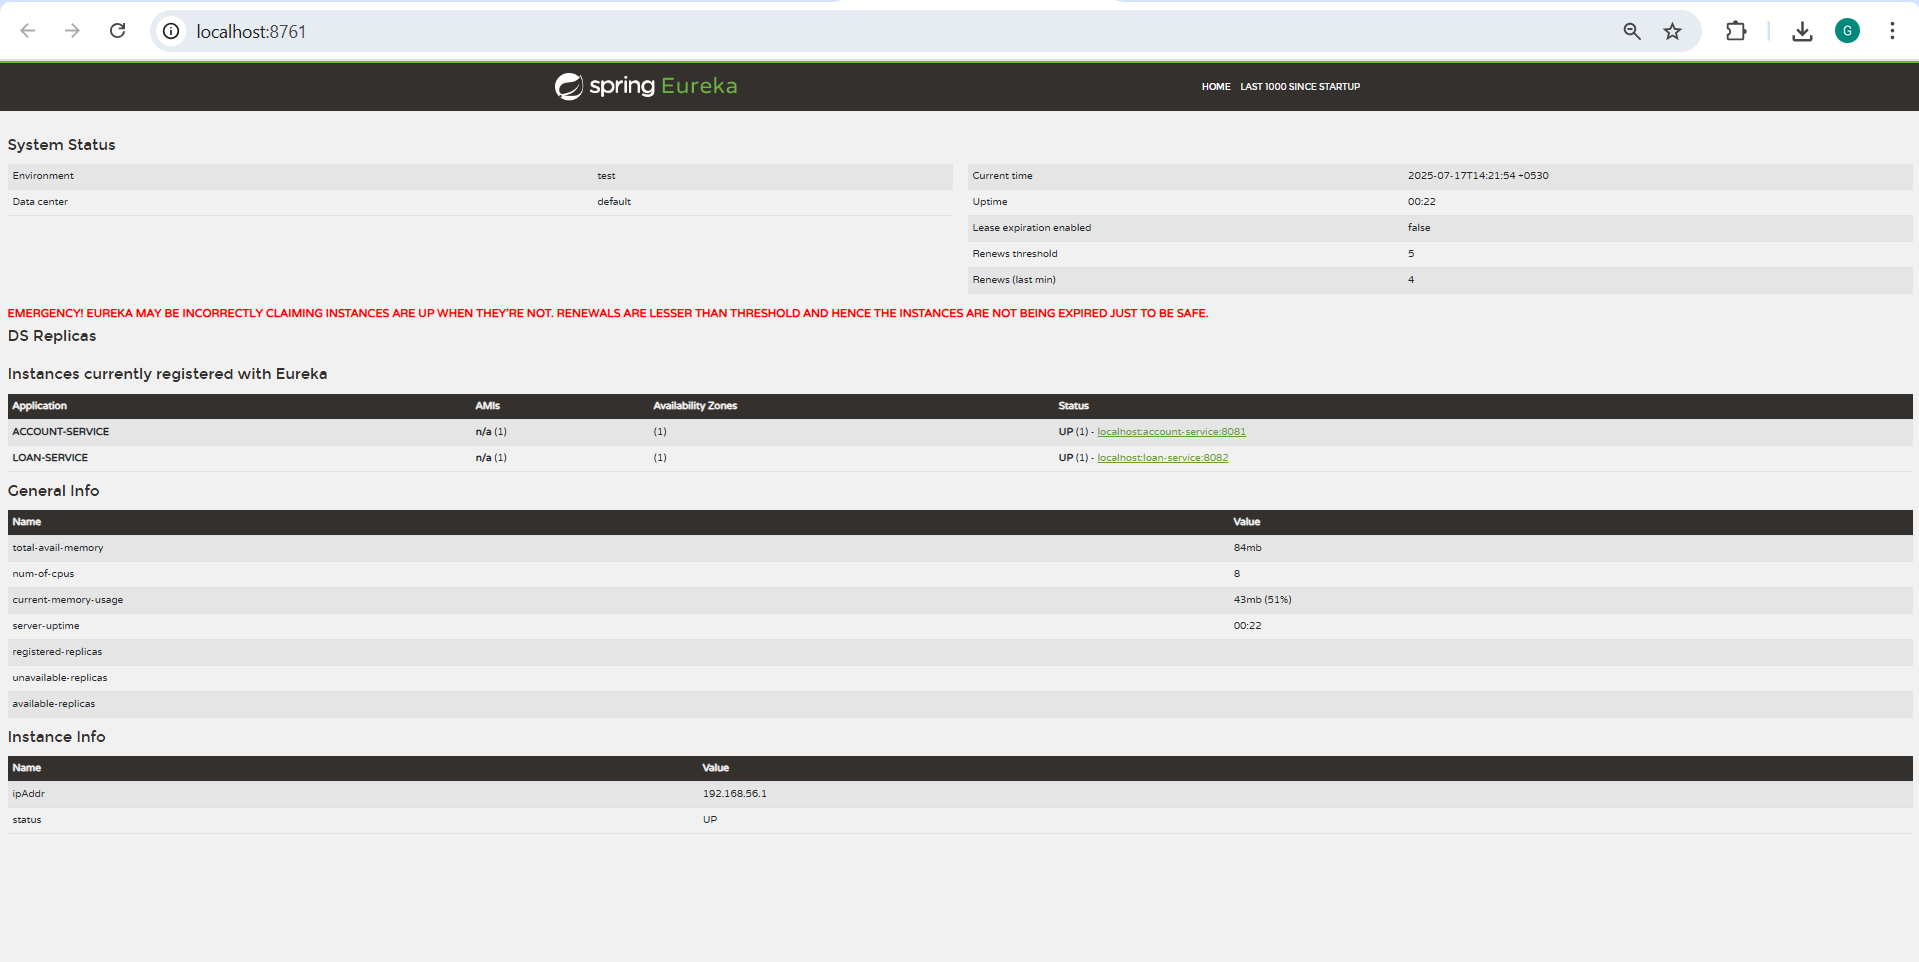 localhost:8761
G
spring Eureka
HOME LAST 1000 SINCE STARTUP
System Status
Environment test
Data center default
Current time 2025-07-17T14:21:54 +0530
Uptime 00:22
Lease expiration enabled false
Renews threshold 5
Renews (last min) 4
EMERGENCY! EUREKA MAY BE INCORRECTLY CLAIMING INSTANCES ARE UP WHEN THEY'RE NOT. RENEWALS ARE LESSER THAN THRESHOLD AND HENCE THE INSTANCES ARE NOT BEING EXPIRED JUST TO BE SAFE.
DS Replicas
Instances currently registered with Eureka
Application AMIs Availability Zones Status
ACCOUNT-SERVICE n/a (1) (1) UP (1) - localhost:account-service:8081
LOAN-SERVICE n/a (1) (1) UP (1) - localhost:loan-service:8082
General Info
Name Value
total-avail-memory 84mb
num-of-cpus 8
current-memory-usage 43mb (51%)
server-uptime 00:22
registered-replicas
unavailable-replicas
available-replicas
Instance Info
Name Value
ipAddr 192.168.56.1
status UP